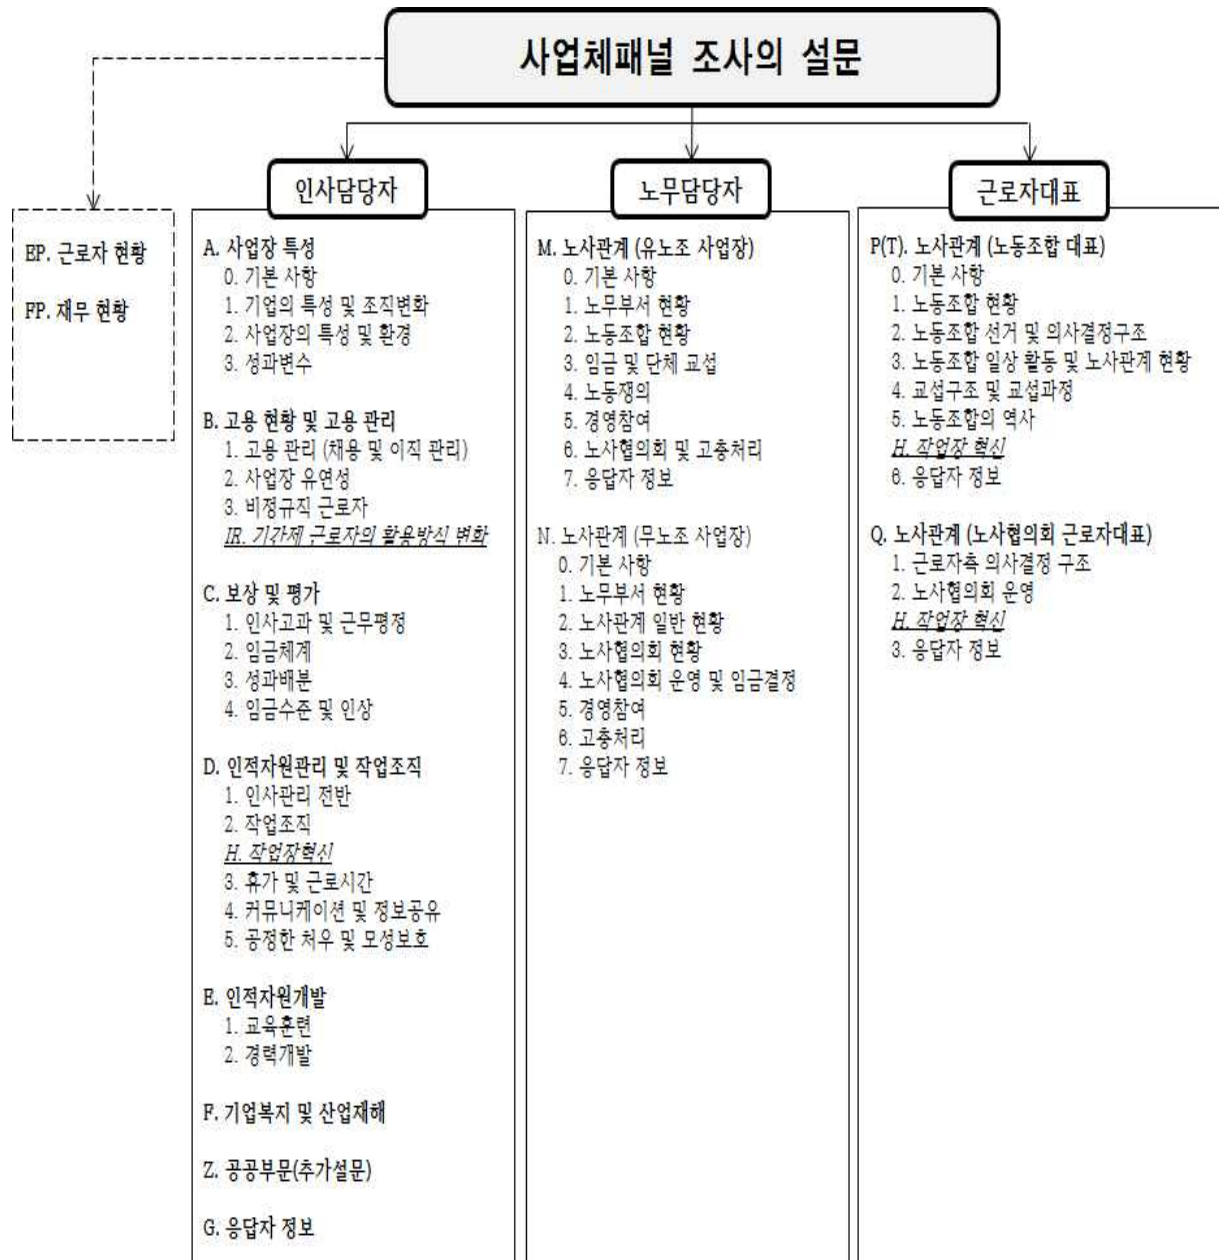 사업체패널 조사의 설문
EP. 근로자 현황
FP. 재무 현황
인사담당자
A. 사업장 특성
0. 기본 사항
1. 기업의 특성 및 조직변화
2. 사업장의 특성 및 환경
3. 성과변수
B. 고용 현황 및 고용 관리
1. 고용 관리 (채용 및 이직 관리)
2. 사업장 유연성
3. 비정규직 근로자
IR. 기간제 근로자의 활용방식 변화
C. 보상 및 평가
1. 인사고과 및 근무평정
2. 임금체계
3. 성과배분
4. 임금수준 및 인상
D. 인적자원관리 및 작업조직
1. 인사관리 전반
2. 작업조직
H. 작업장혁신
3. 휴가 및 근로시간
4. 커뮤니케이션 및 정보공유
5. 공정한 처우 및 모성보호
E. 인적자원개발
1. 교육훈련
2. 경력개발
F. 기업복지 및 산업재해
Z. 공공부문(추가설문)
G. 응답자 정보
노무담당자
M. 노사관계 (유노조 사업장)
0. 기본 사항
1. 노무부서 현황
2. 노동조합 현황
3. 임금 및 단체 교섭
4. 노동쟁의
5. 경영참여
6. 노사협의회 및 고충처리
7. 응답자 정보
N. 노사관계 (무노조 사업장)
0. 기본 사항
1. 노무부서 현황
2. 노사관계 일반 현황
3. 노사협의회 현황
4. 노사협의회 운영 및 임금결정
5. 경영참여
6. 고충처리
7. 응답자 정보
근로자대표
P(T). 노사관계 (노동조합 대표)
0. 기본 사항
1. 노동조합 현황
2. 노동조합 선거 및 의사결정구조
3. 노동조합 일상 활동 및 노사관계 현황
4. 교섭구조 및 교섭과정
5. 노동조합의 역사
H. 작업장 혁신
6. 응답자 정보
Q. 노사관계 (노사협의회 근로자대표)
1. 근로자측 의사결정 구조
2. 노사협의회 운영
H. 작업장 혁신
3. 응답자 정보